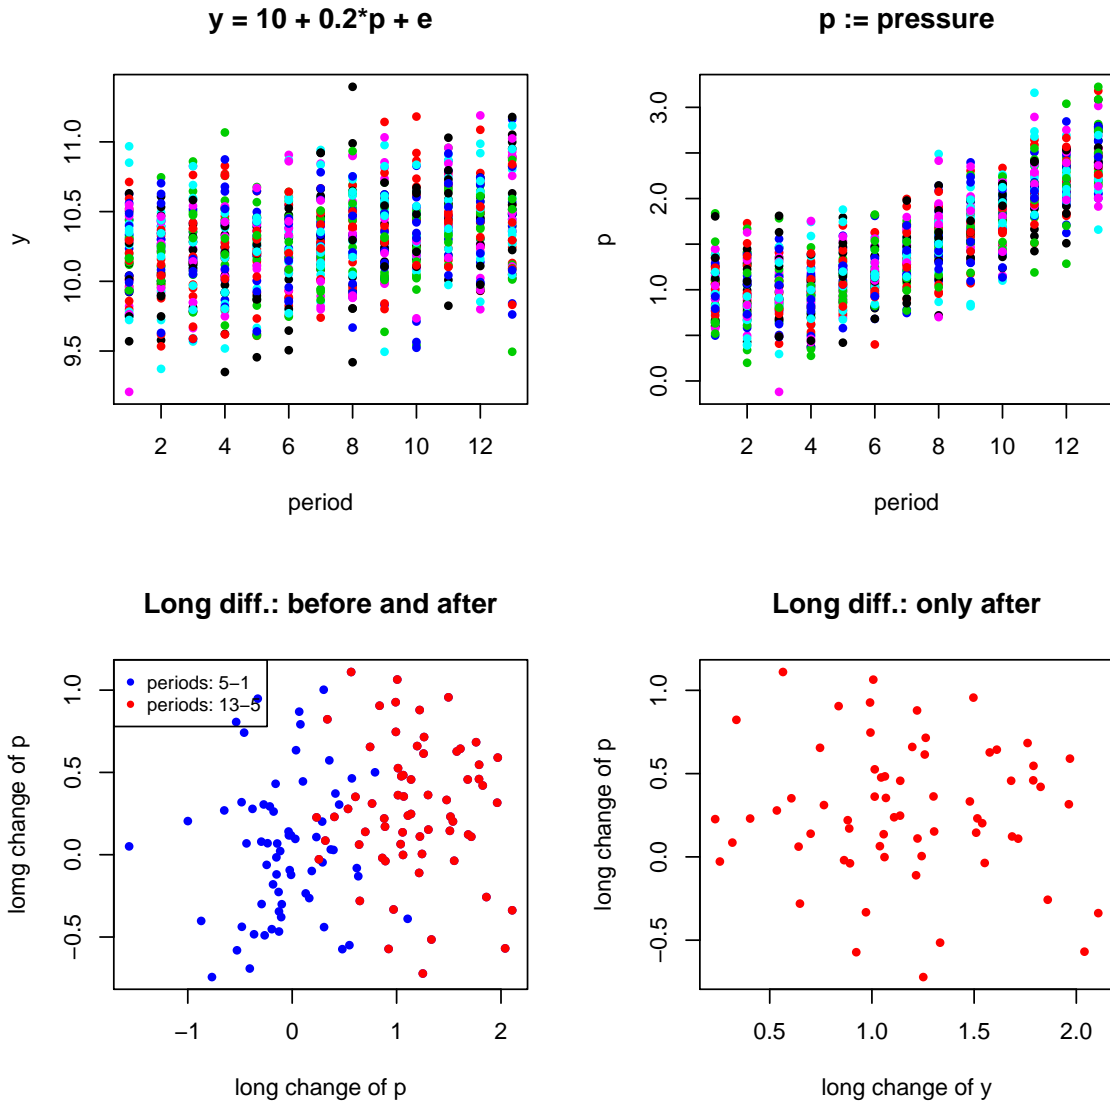 y = 10 + 0.2*p + e
p := pressure
y
9.5 10.0 10.5 11.0
2 4 6 8 10 12
period
p
0.0 1.0 2.0 3.0
2 4 6 8 10 12
period
Long diff.: before and after
Long diff.: only after
periods: 5−1
periods: 13−5
long change of p
−0.5 0.0 0.5 1.0
−1 0 1 2
long change of p
long change of p
−0.5 0.0 0.5 1.0
0.5 1.0 1.5 2.0
long change of y